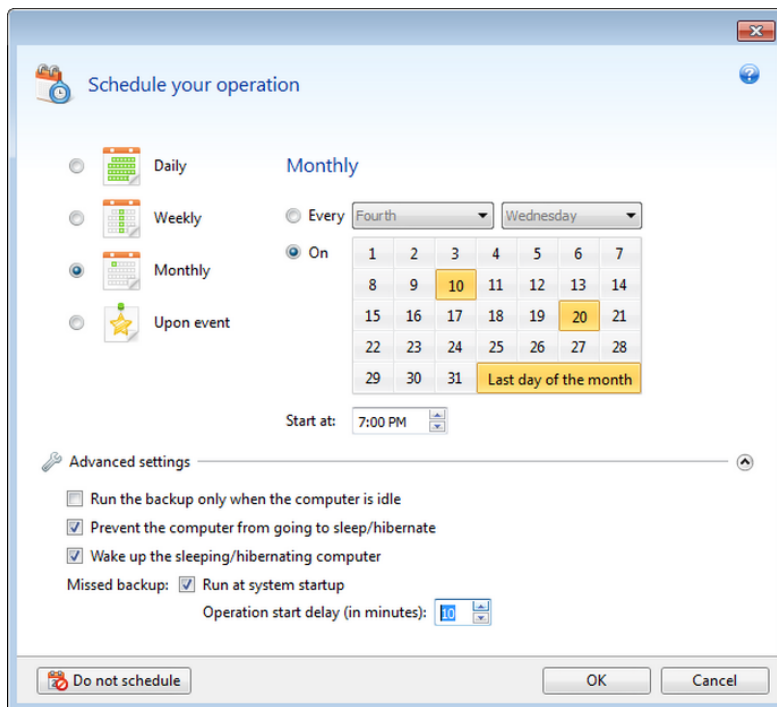 Schedule your operation
Daily
Weekly
Monthly
Upon event
Monthly
Every Fourth Wednesday
On
1 2 3 4 5 6 7
8 9 10 11 12 13 14
15 16 17 18 19 20 21
22 23 24 25 26 27 28
29 30 31 Last day of the month
Start at: 7:00 PM
Advanced settings
Run the backup only when the computer is idle
Prevent the computer from going to sleep/hibernate
Wake up the sleeping/hibernating computer
Missed backup: Run at system startup
Operation start delay (in minutes): 10
Do not schedule OK Cancel